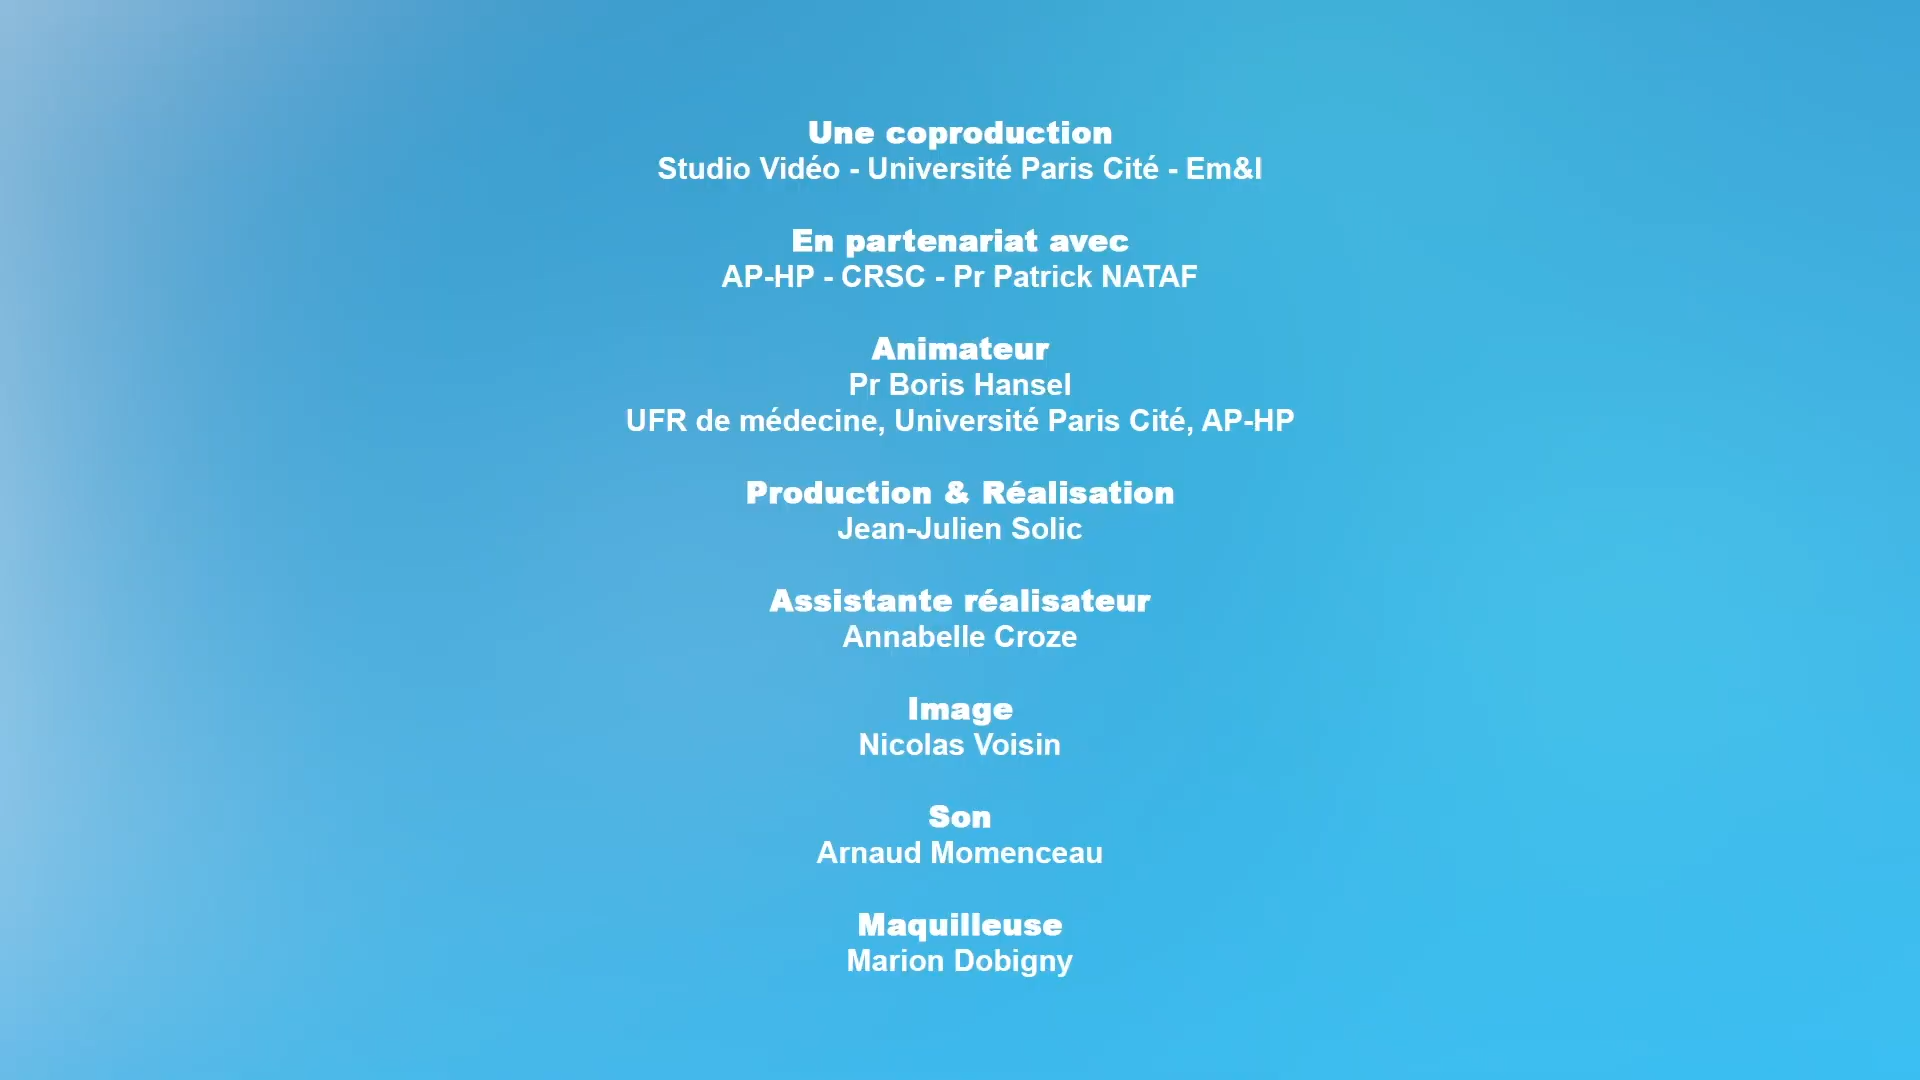 Une coproduction
Studio Vidéo - Université Paris Cité - Em&I
En partenariat avec
AP-HP - CRSC - Pr Patrick NATAF
Animateur
Pr Boris Hansel
UFR de médecine, Université Paris Cité, AP-HP
Production & Réalisation
Jean-Julien Solic
Assistante réalisateur
Annabelle Croze
Image
Nicolas Voisin
Son
Arnaud Momenceau
Maquilleuse
Marion Dobigny